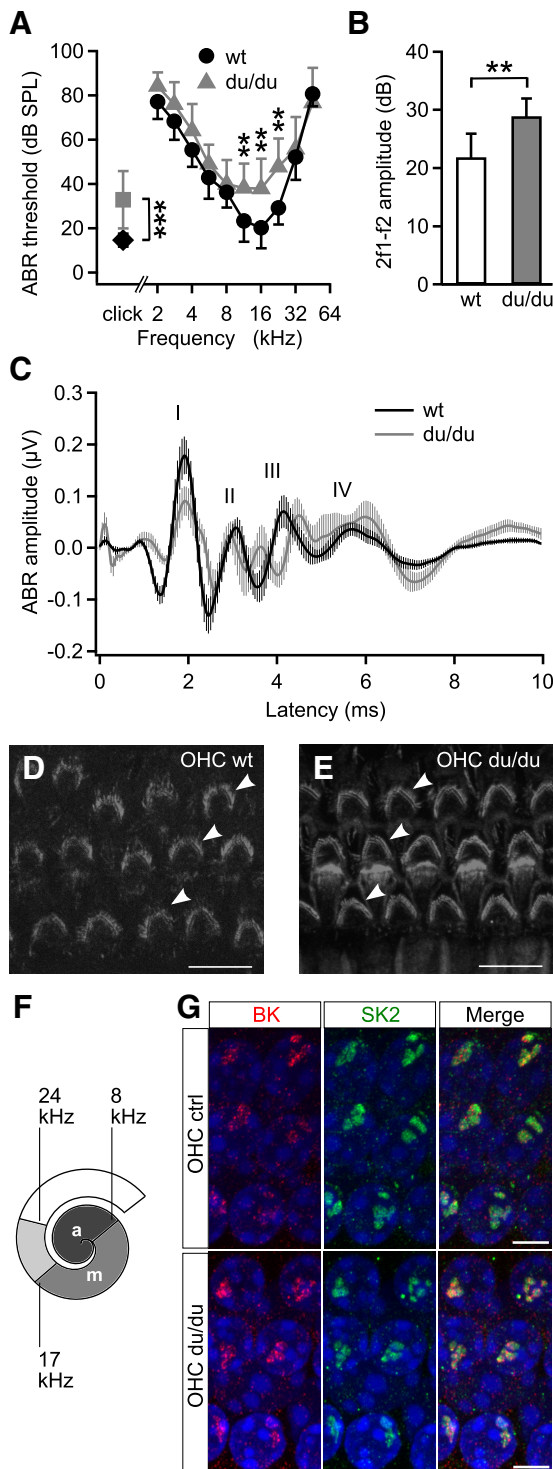 A
wt
du/du
ABR threshold (dB SPL)
100
80
60
40
20
0
***
**
**
**
click
2
4
8
16
32
64
Frequency (kHz)
B
2f1-f2 amplitude (dB)
40
30
20
10
0
**
wt
du/du
C
ABR amplitude (µV)
0.3
0.2
0.1
0.0
-0.1
-0.2
I
II
III
IV
wt
du/du
0
2
4
6
8
10
Latency (ms)
D
OHC wt
E
OHC du/du
F
24
kHz
8
kHz
a
m
17
kHz
G
BK
SK2
Merge
OHC ctrl
OHC du/du